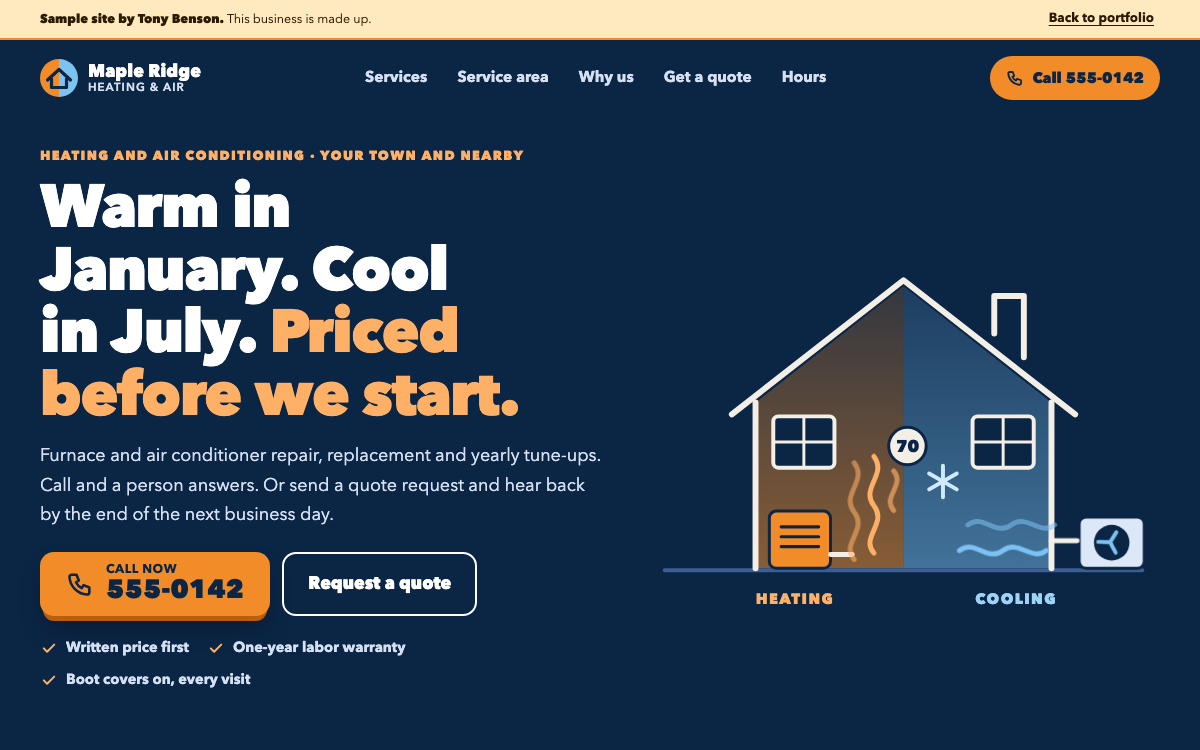 Sample site by Tony Benson. This business is made up.
Back to portfolio
Maple Ridge
HEATING & AIR
Services
Service area
Why us
Get a quote
Hours
Call 555-0142
HEATING AND AIR CONDITIONING · YOUR TOWN AND NEARBY
Warm in
January. Cool
in July. Priced
before we start.
Furnace and air conditioner repair, replacement and yearly tune-ups.
Call and a person answers. Or send a quote request and hear back
by the end of the next business day.
CALL NOW
555-0142
Request a quote
Written price first
One-year labor warranty
Boot covers on, every visit
70
HEATING
COOLING